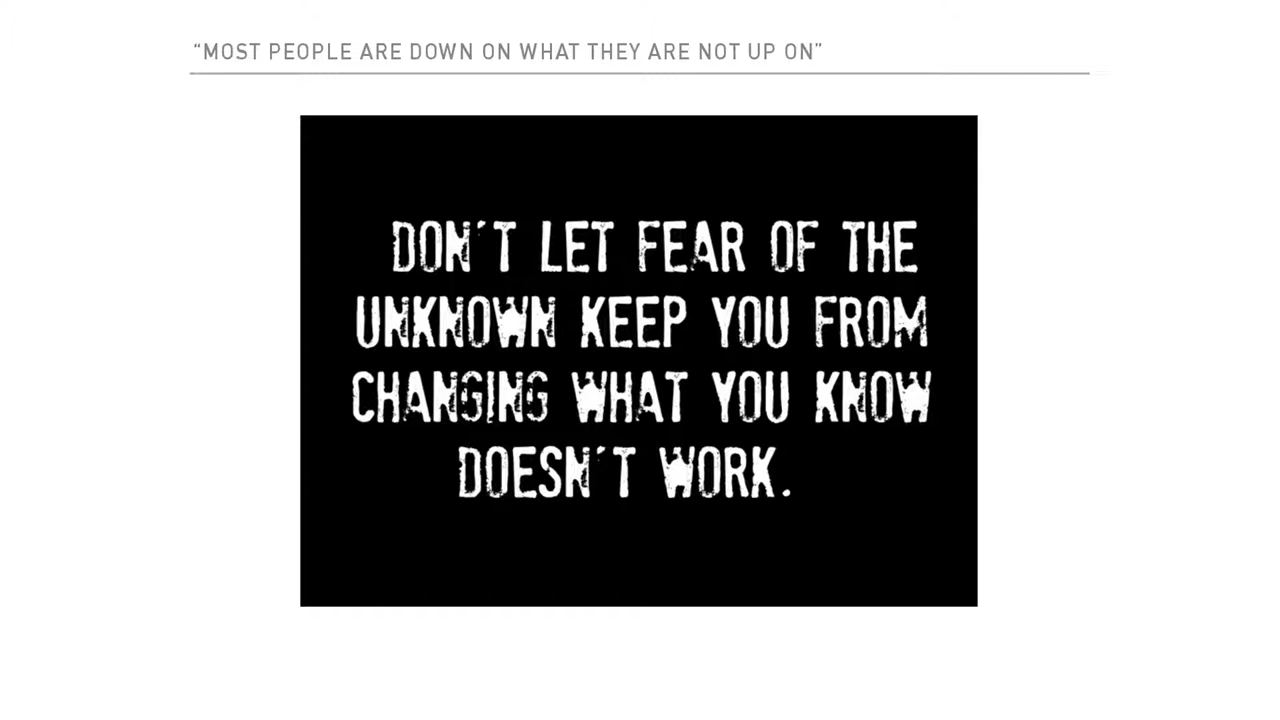 “MOST PEOPLE ARE DOWN ON WHAT THEY ARE NOT UP ON”
DON'T LET FEAR OF THE
UNKNOWN KEEP YOU FROM
CHANGING WHAT YOU KNOW
DOESN'T WORK.